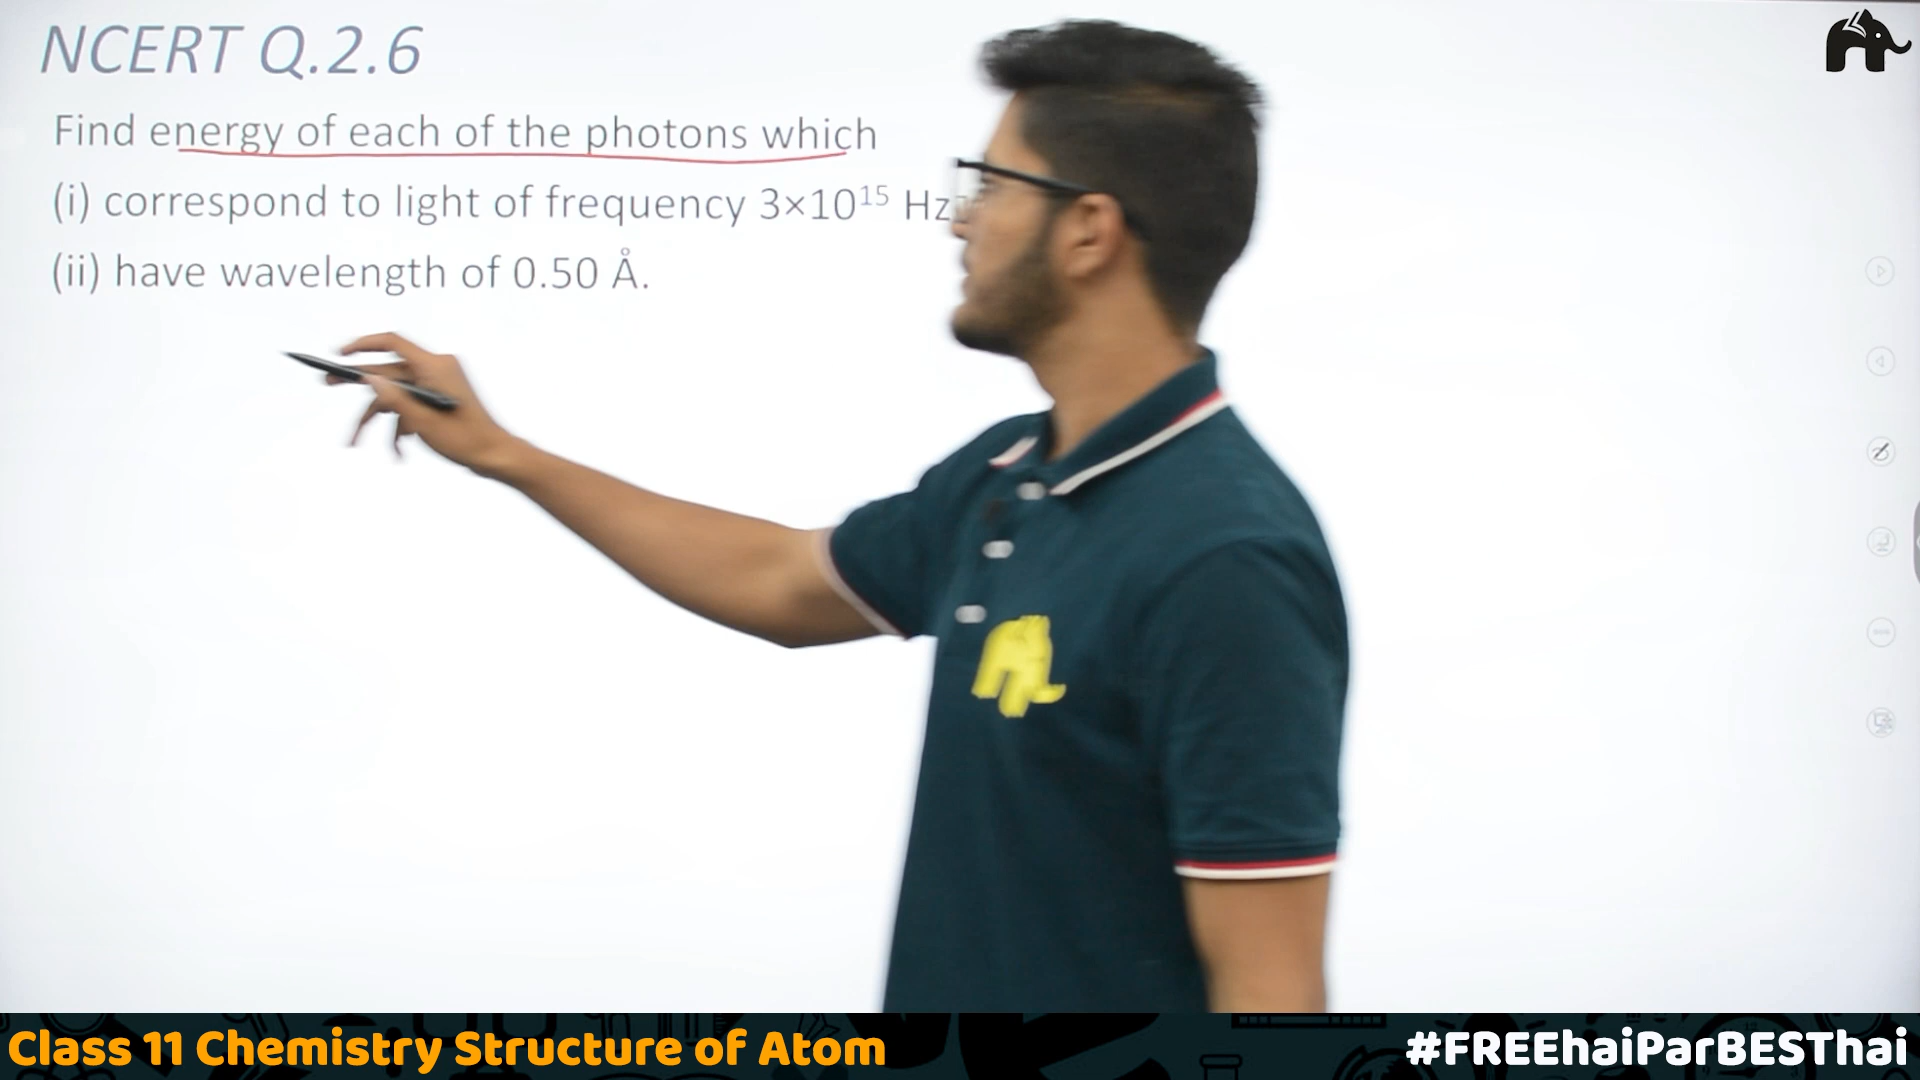 NCERT Q.2.6
Find energy of each of the photons which
(i) correspond to light of frequency 3×10¹⁵ Hz
(ii) have wavelength of 0.50 Å.
Class 11 Chemistry Structure of Atom
#FREEhaiParBESThai